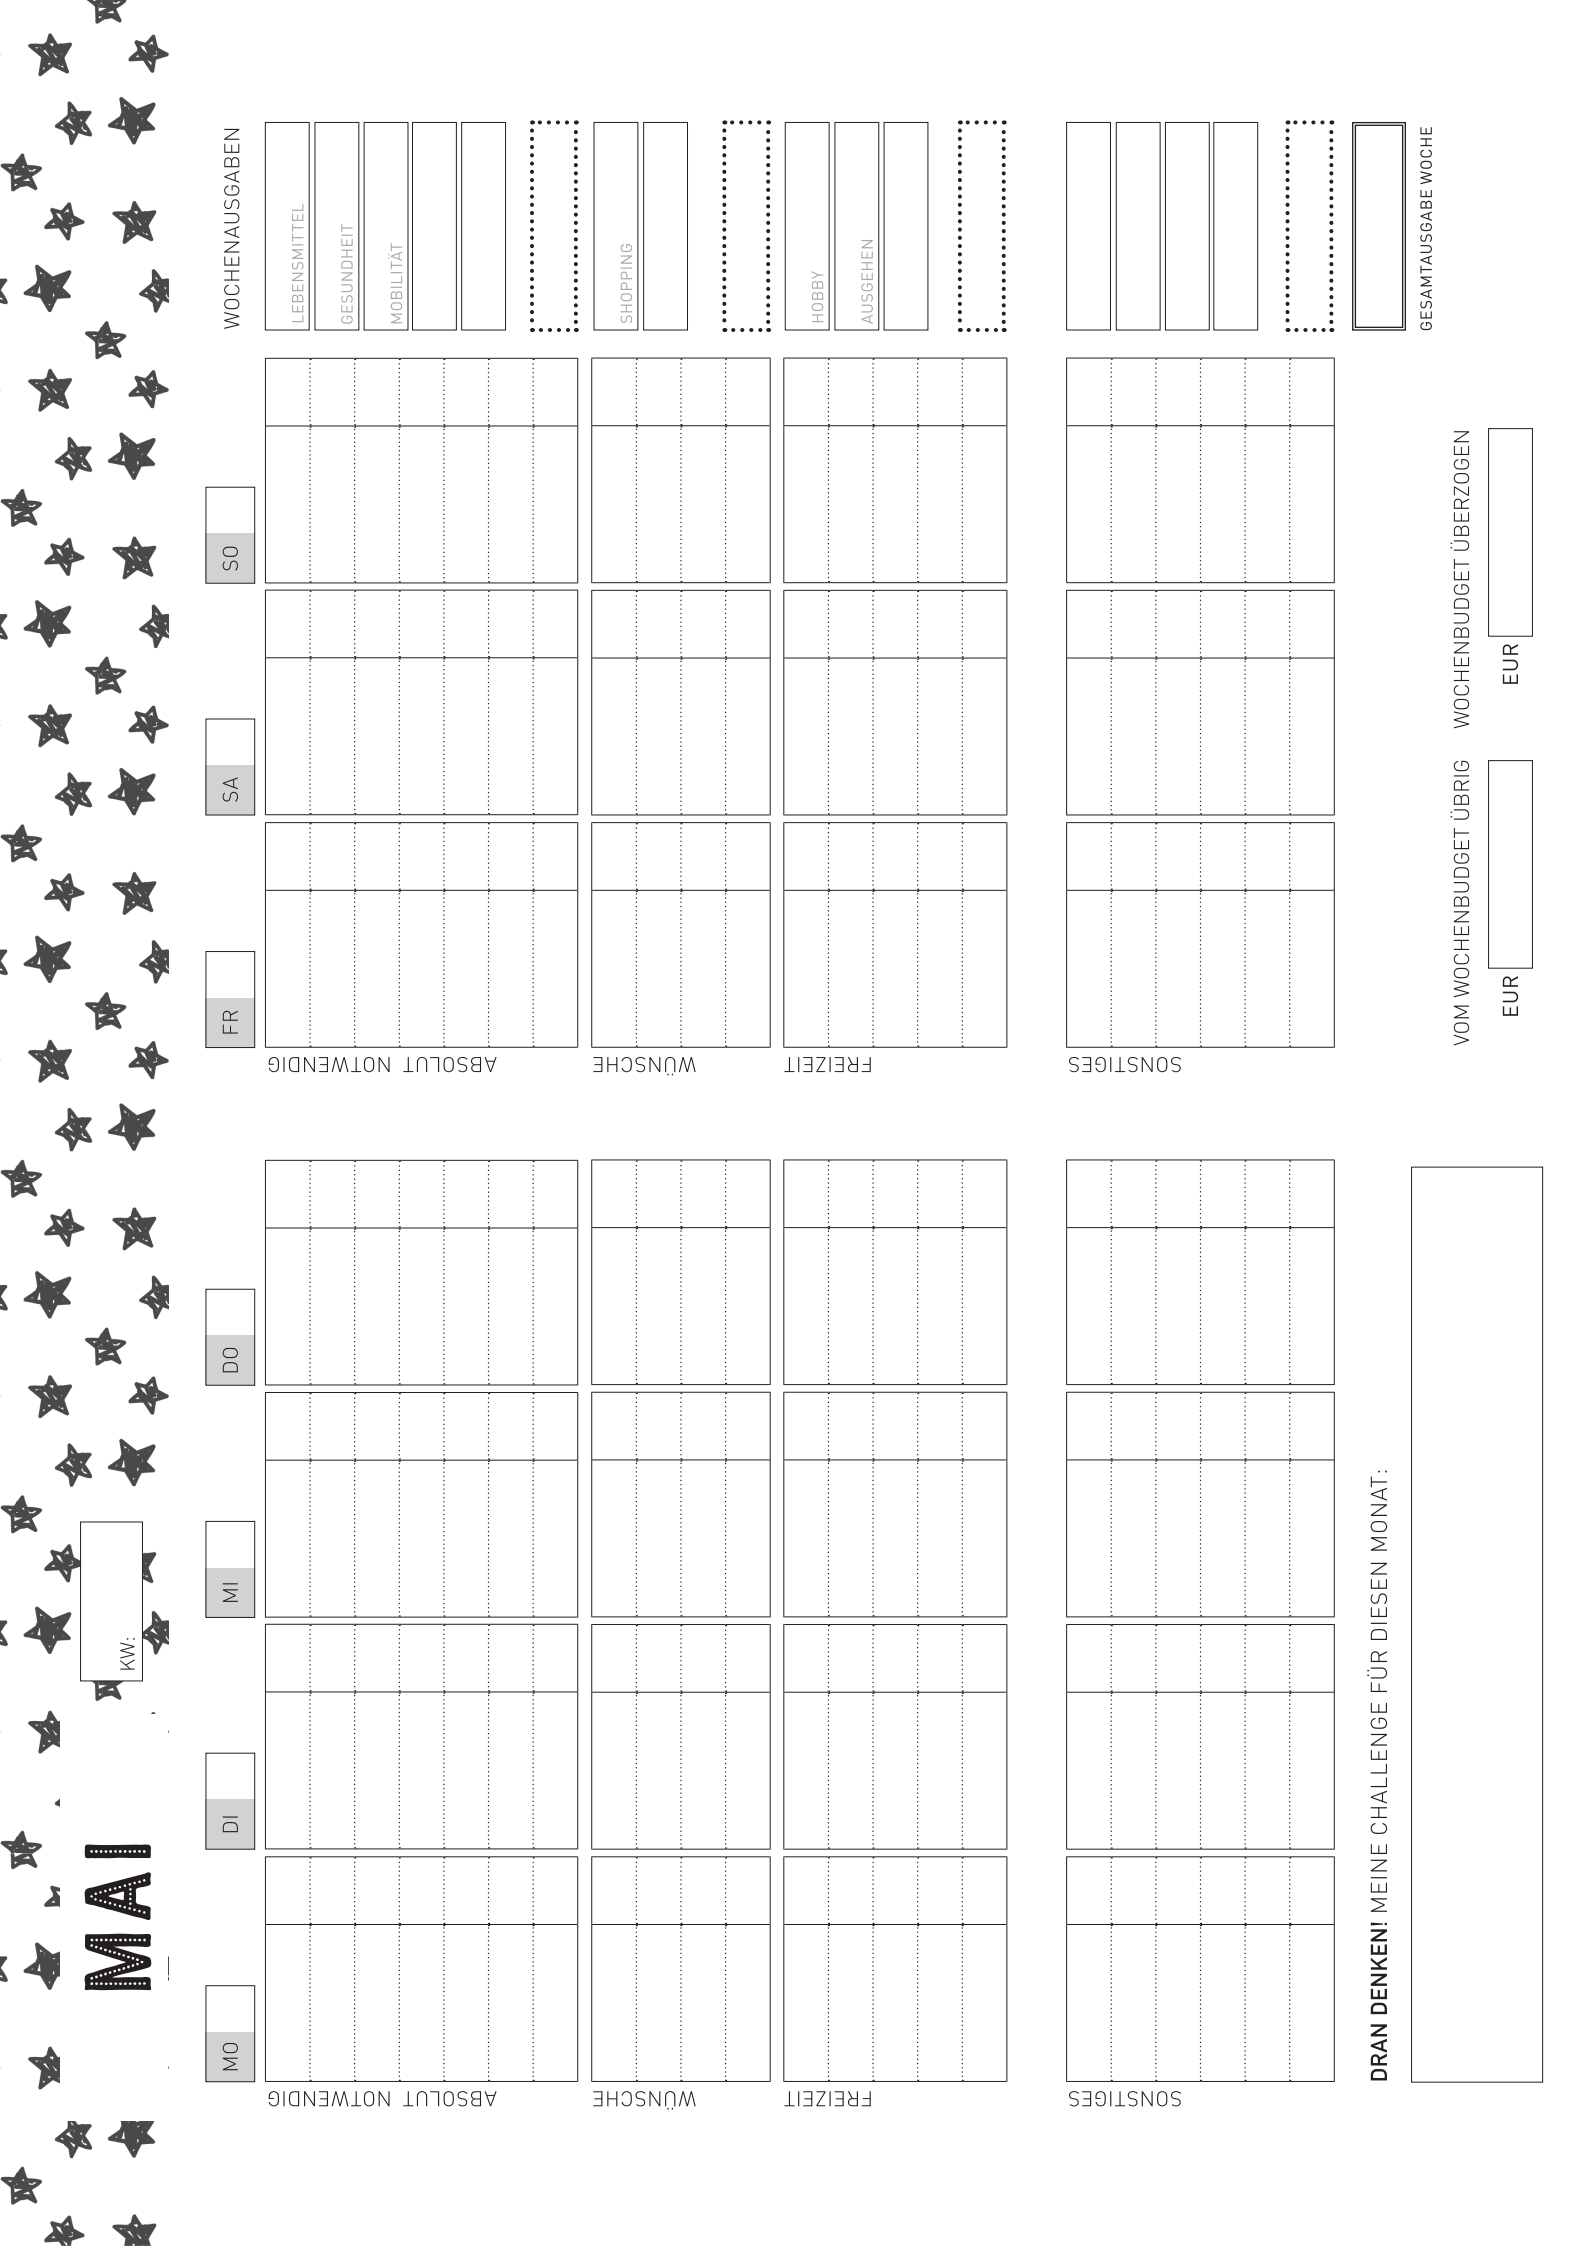 MAI
KW:
MO
DI
MI
DO
ABSOLUT NOTWENDIG
WÜNSCHE
FREIZEIT
SONSTIGES
DRAN DENKEN! MEINE CHALLENGE FÜR DIESEN MONAT:
FR
SA
SO
ABSOLUT NOTWENDIG
WÜNSCHE
FREIZEIT
SONSTIGES
WOCHENAUSGABEN
LEBENSMITTEL
GESUNDHEIT
MOBILITÄT
SHOPPING
HOBBY
AUSGEHEN
GESAMTAUSGABE WOCHE
VOM WOCHENBUDGET ÜBRIG
EUR
WOCHENBUDGET ÜBERZOGEN
EUR